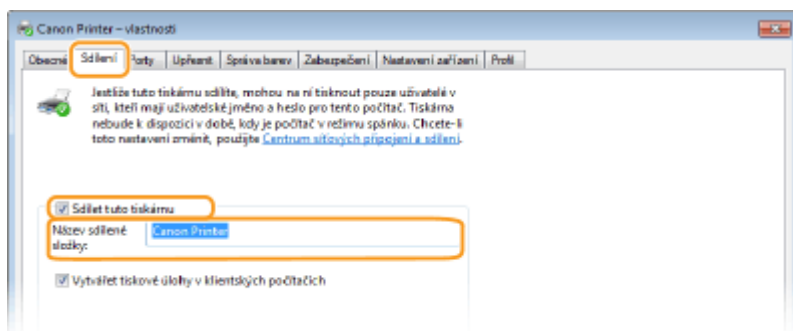 Canon Printer – vlastnosti
Obecné Sdílení Porty Upřesnit Správa barev Zabezpečení Nastavení zařízení Profil
Jestliže tuto tiskárnu sdílíte, mohou na ní tisknout pouze uživatelé v
síti, kteří mají uživatelské jméno a heslo pro tento počítač. Tiskárna
nebude k dispozici v době, kdy je počítač v režimu spánku. Chcete-li
toto nastavení změnit, použijte Centrum síťových připojení a sdílení.
Sdílet tuto tiskárnu
Název sdílené Canon Printer
složky:
Vytvářet tiskové úlohy v klientských počítačích